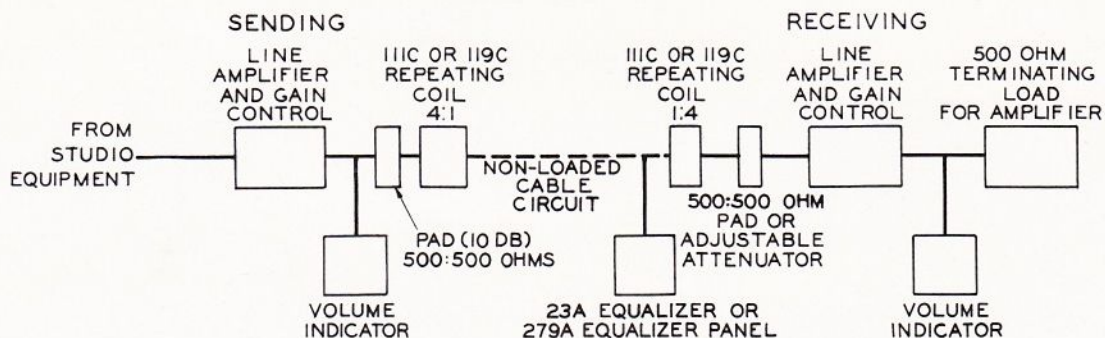 SENDING
RECEIVING
LINE
AMPLIFIER
AND GAIN
CONTROL
111C OR 119C
REPEATING
COIL
4:1
111C OR 119C
REPEATING
COIL
1:4
LINE
AMPLIFIER
AND GAIN
CONTROL
500 OHM
TERMINATING
LOAD
FOR AMPLIFIER
FROM
STUDIO
EQUIPMENT
NON-LOADED
CABLE
CIRCUIT
PAD (10 DB)
500:500 OHMS
500:500 OHM
PAD OR
ADJUSTABLE
ATTENUATOR
VOLUME
INDICATOR
23A EQUALIZER OR
279A EQUALIZER PANEL
VOLUME
INDICATOR